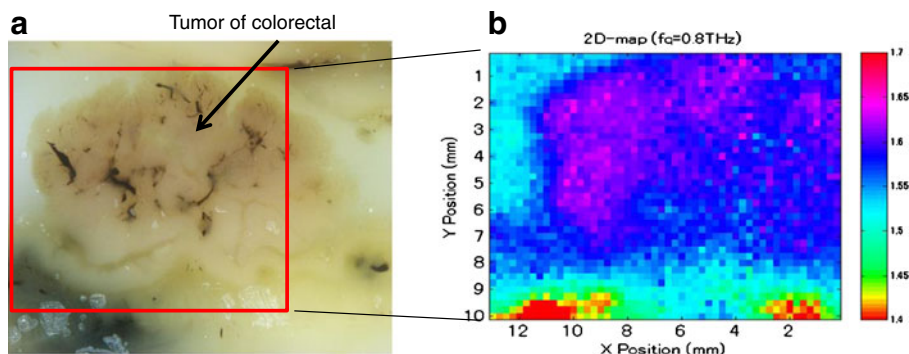 a
Tumor of colorectal
b
2D-map (fq=0.8THz)
Y Position (mm)
1
2
3
4
5
6
7
8
9
10
12 10 8 6 4 2
X Position (mm)
1.7
1.65
1.6
1.55
1.5
1.45
1.4